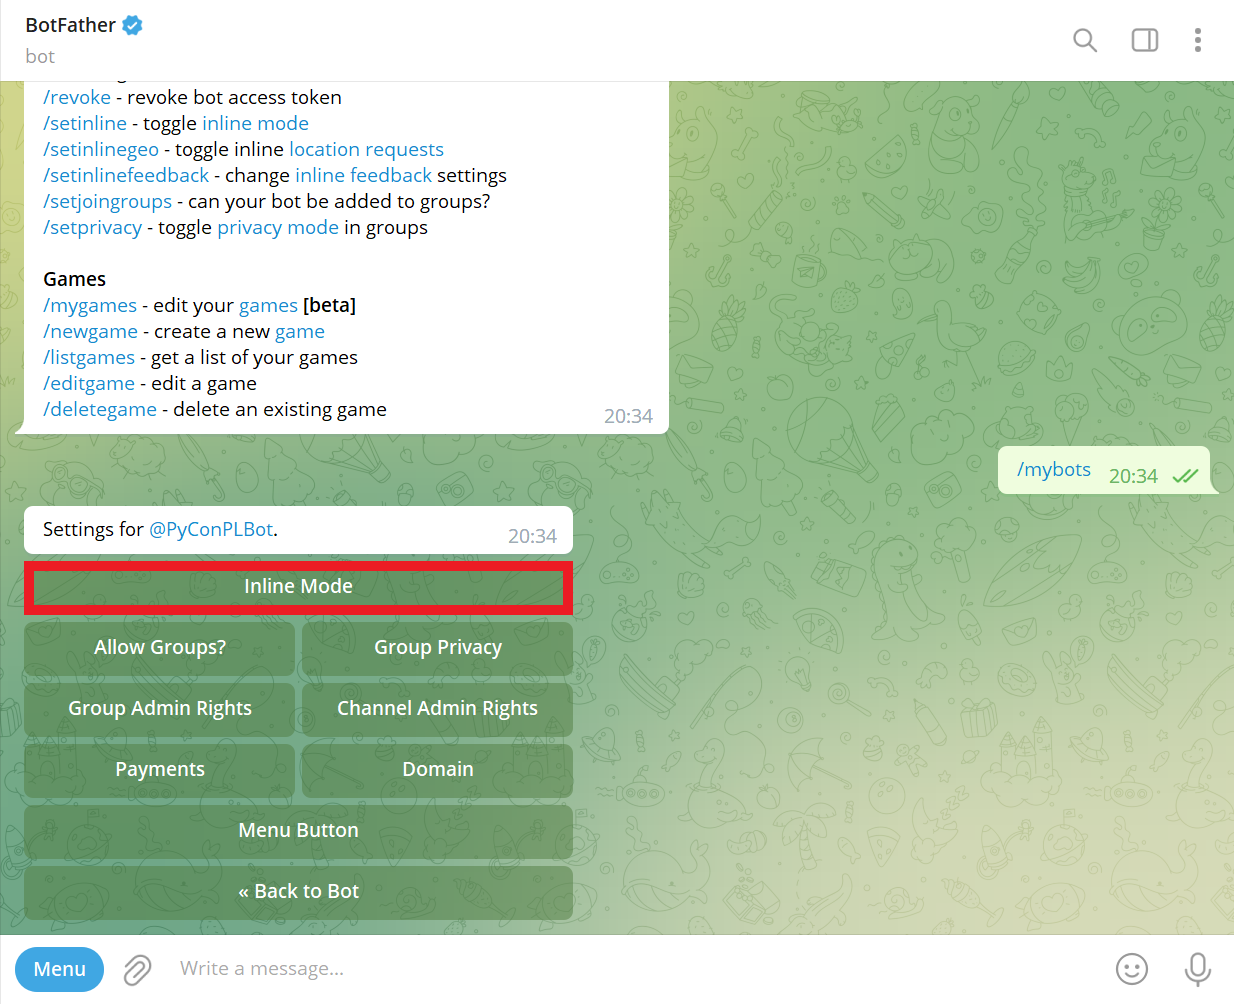 BotFather
bot
/revoke - revoke bot access token
/setinline - toggle inline mode
/setinlinegeo - toggle inline location requests
/setinlinefeedback - change inline feedback settings
/setjoingroups - can your bot be added to groups?
/setprivacy - toggle privacy mode in groups
Games
/mygames - edit your games [beta]
/newgame - create a new game
/listgames - get a list of your games
/editgame - edit a game
/deletegame - delete an existing game
20:34
/mybots 20:34
Settings for @PyConPLBot.
20:34
Inline Mode
Allow Groups?
Group Privacy
Group Admin Rights
Channel Admin Rights
Payments
Domain
Menu Button
« Back to Bot
Menu
Write a message...